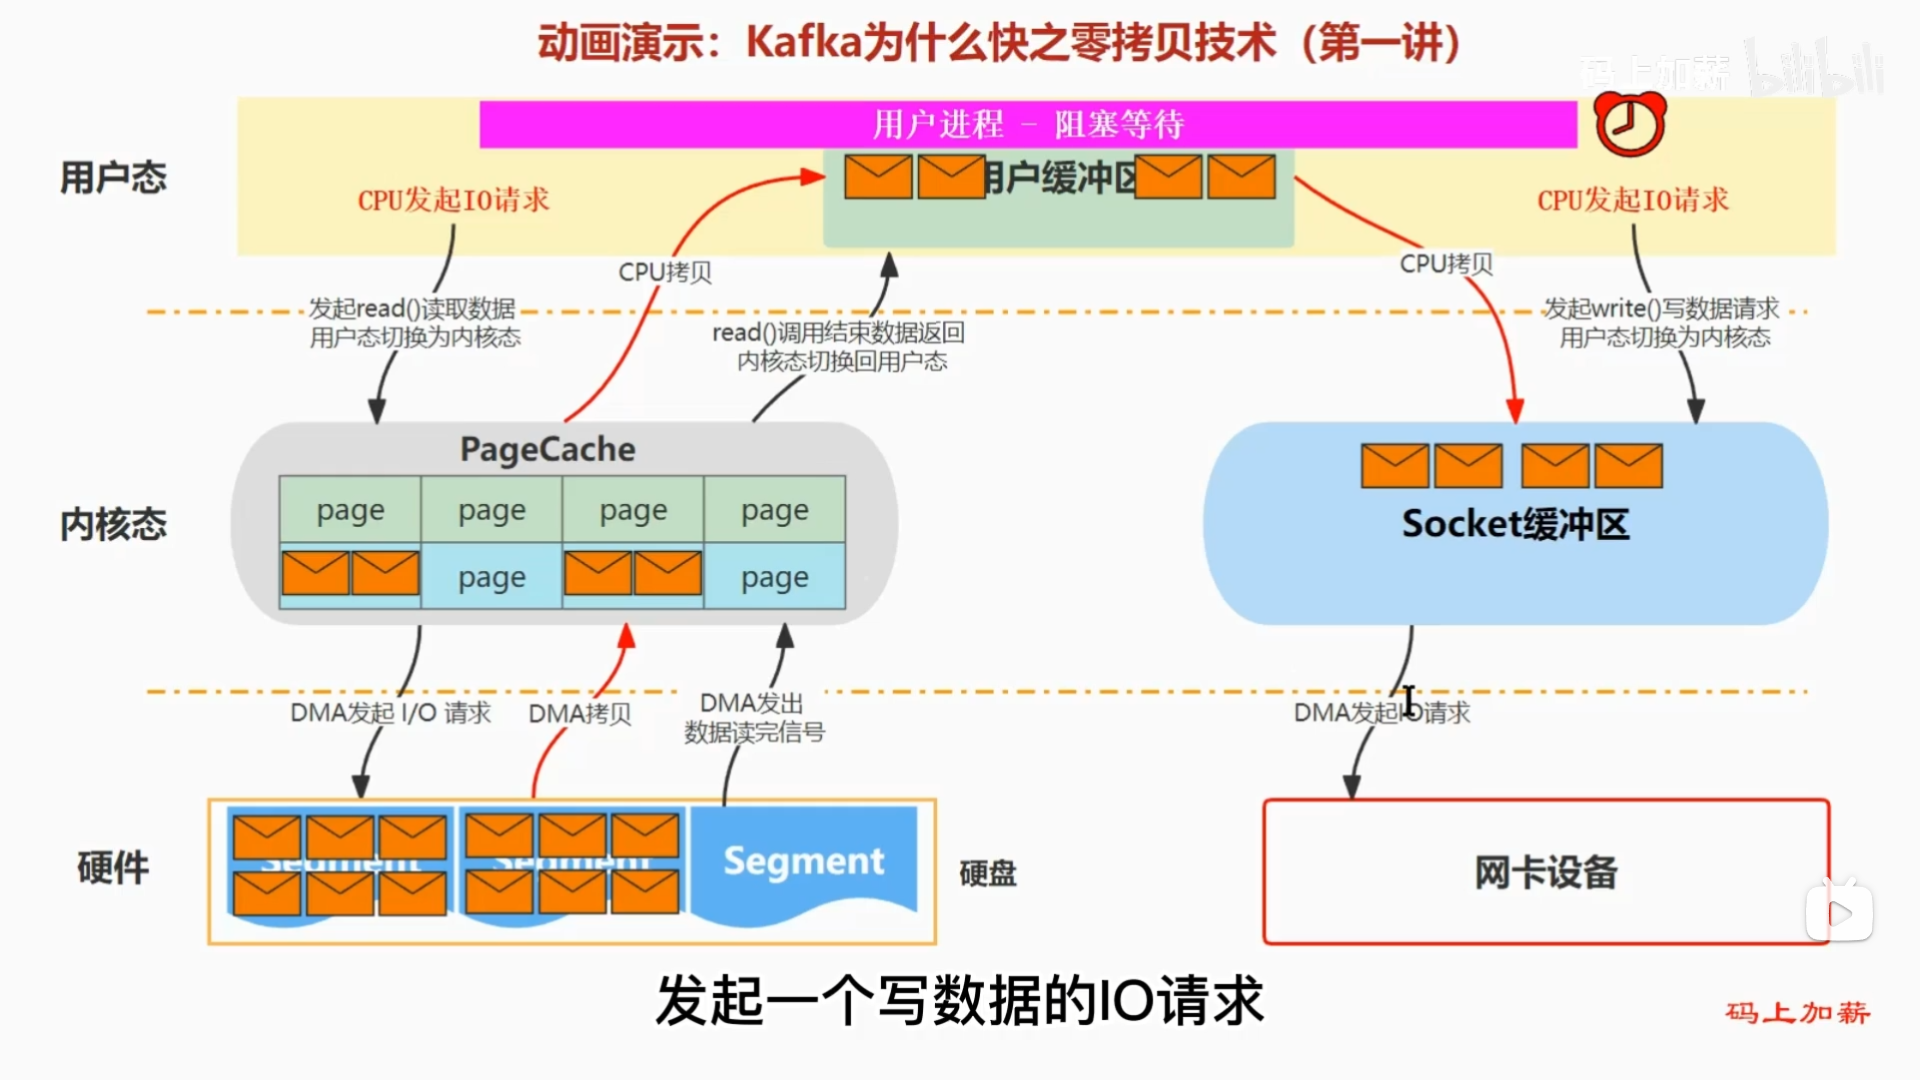 动画演示：Kafka为什么快之零拷贝技术（第一讲）
码上加薪 bilibili
用户进程 - 阻塞等待
用户态
用户缓冲区
CPU发起IO请求
CPU发起IO请求
CPU拷贝
CPU拷贝
发起read()读取数据
用户态切换为内核态
read()调用结束数据返回
内核态切换回用户态
发起write()写数据请求
用户态切换为内核态
内核态
PageCache
page page page page
page page
Socket缓冲区
DMA发起 I/O 请求
DMA拷贝
DMA发出
数据读完信号
DMA发起IO请求
硬件
Segment Segment Segment
硬盘
网卡设备
发起一个写数据的IO请求
码上加薪